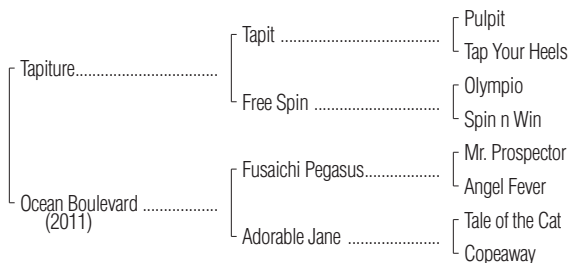 Pulpit
Tapit ........................................
Tap Your Heels
Tapiture....................................
Olympio
Free Spin ................................
Spin n Win
Mr. Prospector
Fusaichi Pegasus...................
Angel Fever
Ocean Boulevard ...................
(2011)
Tale of the Cat
Adorable Jane .......................
Copeaway